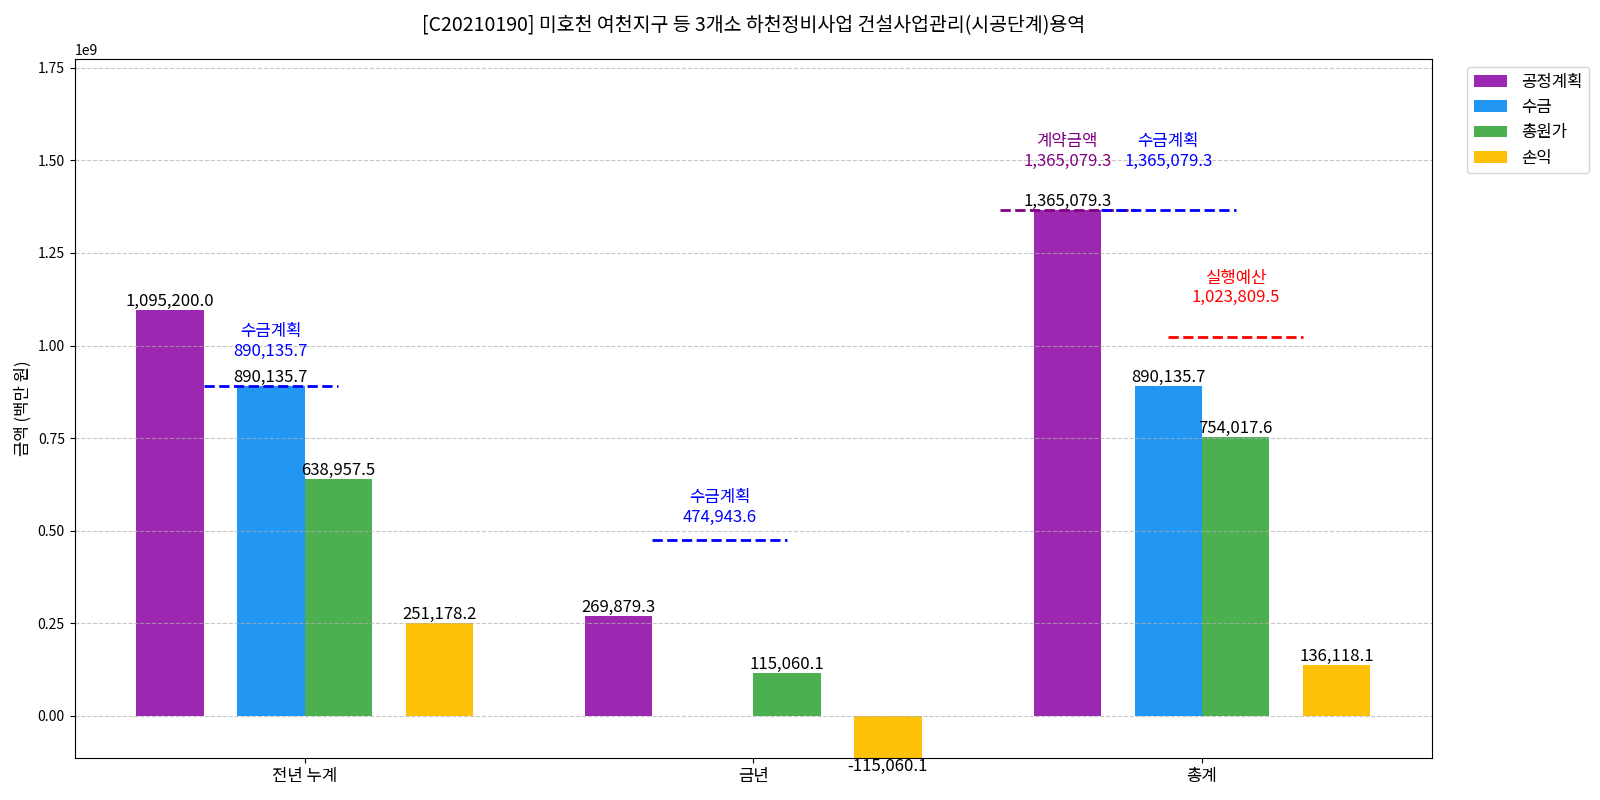 [C20210190] 미호천 여천지구 등 3개소 하천정비사업 건설사업관리(시공단계)용역
1e9
1.75
1.50
1.25
1.00
0.75
0.50
0.25
0.00
금액 (백만 원)
1,095,200.0
수금계획
890,135.7
890,135.7
638,957.5
251,178.2
수금계획
474,943.6
269,879.3
115,060.1
-115,060.1
계약금액
1,365,079.3
수금계획
1,365,079.3
1,365,079.3
실행예산
1,023,809.5
890,135.7
754,017.6
136,118.1
전년 누계
금년
총계
공정계획
수금
총원가
손익